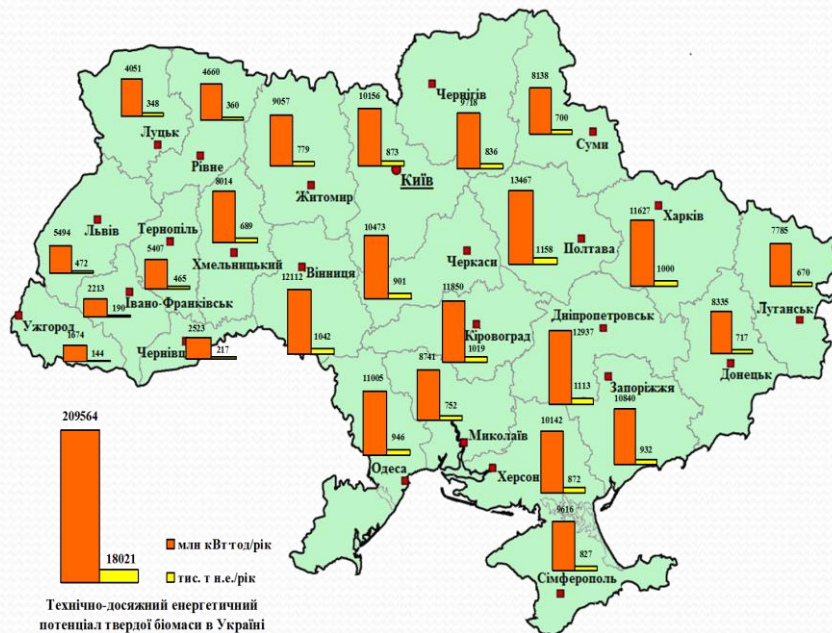 4051
348
Луцьк
4660
360
Рівне
9057
779
Житомир
10156
873
Київ
Чернігів
9718
836
8138
700
Суми
5494
472
Львів
Тернопіль
5407
465
8014
689
Хмельницький
Вінниця
12112
1042
10473
901
Черкаси
13467
1158
Полтава
Харків
11627
1000
7785
670
Луганськ
2213
190
Івано-Франківськ
Ужгород
1674
144
Чернівц
2523
217
11850
1019
Кіровоград
Дніпропетровськ
12937
1113
8335
717
Донецьк
Запоріжжя
10840
932
11005
946
Одеса
8741
752
Миколаїв
Херсон
10142
872
9616
827
Сімферополь
209564
18021
млн кВт·год/рік
тис. т н.е./рік
Технічно-досяжний енергетичний
потенціал твердої біомаси в Україні